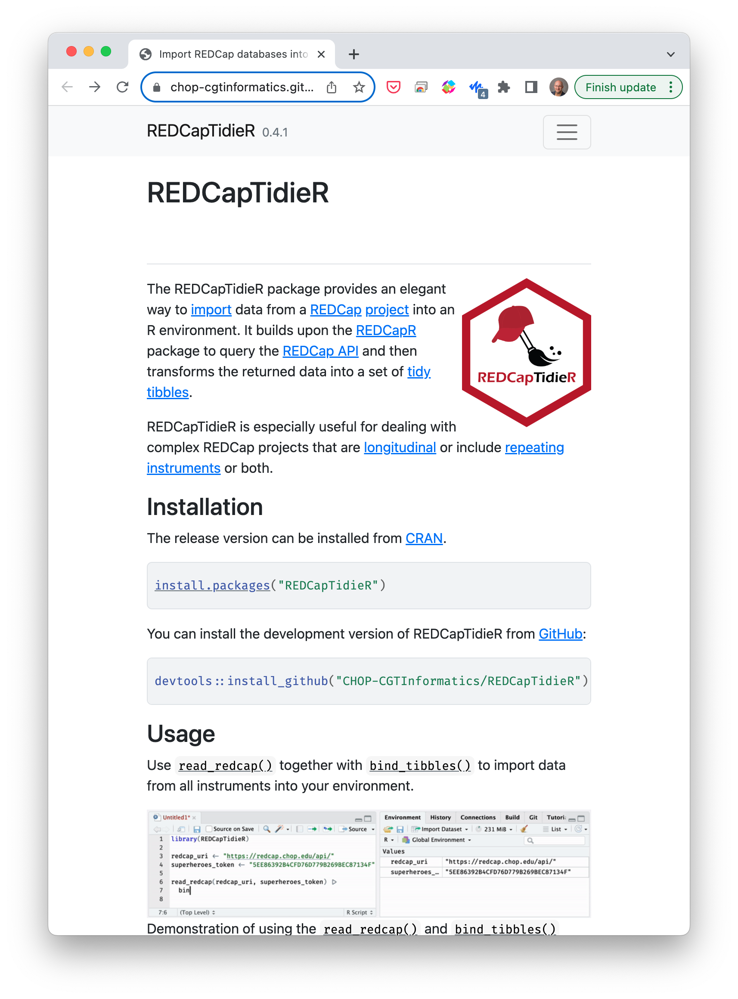 Import REDCap databases into
chop-cgtinformatics.git...
4
Finish update
REDCapTidieR 0.4.1
REDCapTidieR
The REDCapTidieR package provides an elegant
way to import data from a REDCap project into an
R environment. It builds upon the REDCapR
package to query the REDCap API and then
transforms the returned data into a set of tidy
tibbles.
REDCapTidieR
REDCapTidieR is especially useful for dealing with
complex REDCap projects that are longitudinal or include repeating
instruments or both.
Installation
The release version can be installed from CRAN.
install.packages("REDCapTidieR")
You can install the development version of REDCapTidieR from GitHub:
devtools::install_github("CHOP-CGTInformatics/REDCapTidieR")
Usage
Use read_redcap() together with bind_tibbles() to import data
from all instruments into your environment.
Untitled1*
Source on Save
Source
1 library(REDCapTidieR)
2
3 redcap_uri <- "https://redcap.chop.edu/api/"
4 superheroes_token <- "5EE86392B4CFD76D779B269BEC87134F"
5
6 read_redcap(redcap_uri, superheroes_token) |>
7 bin
8
7:6 (Top Level) R Script
Environment History Connections Build Git Tutori
Import Dataset 231 MiB List
R Global Environment
Values
redcap_uri "https://redcap.chop.edu/api/"
superheroes_… "5EE86392B4CFD76D779B269BEC87134F"
Demonstration of using the read_redcap() and bind_tibbles()